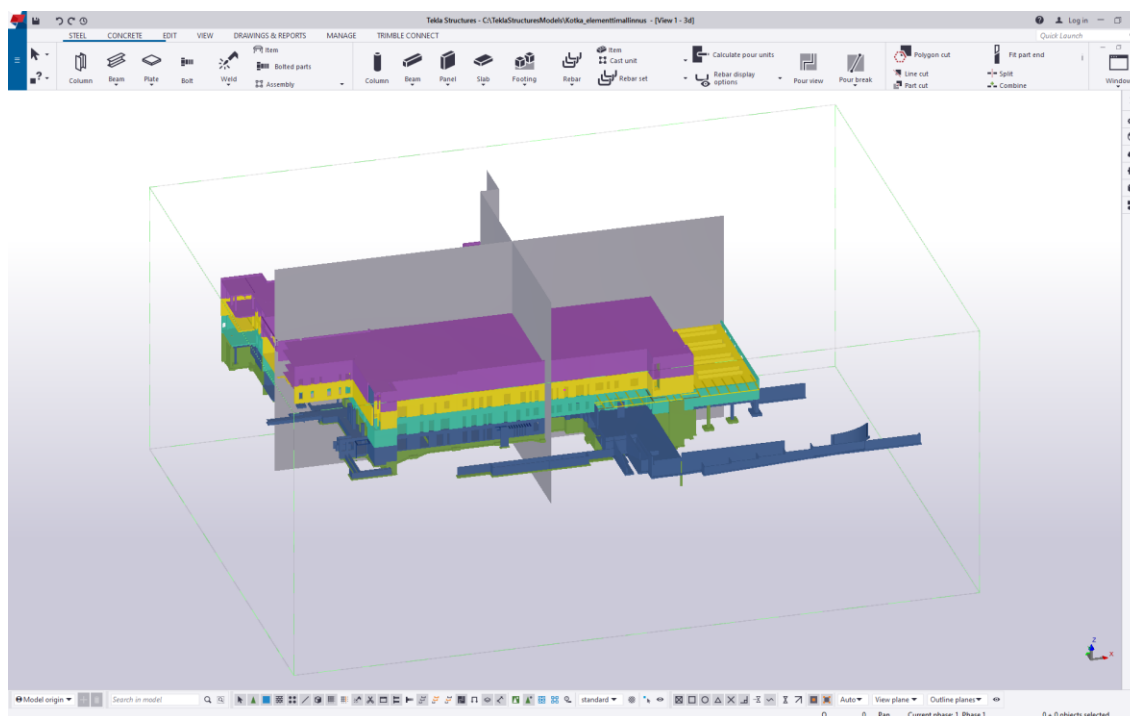 Tekla Structures - C:\TeklaStructuresModels\Kotka_elementtimallinnus - [View 1 - 3d]
Log in
STEEL CONCRETE EDIT VIEW DRAWINGS & REPORTS MANAGE TRIMBLE CONNECT
Quick Launch
Column Beam Plate Bolt Weld
Item
Bolted parts
Assembly
Column Beam Panel Slab Footing
Item
Cast unit
Rebar
Rebar set
Calculate pour units
Rebar display options
Pour view Pour break
Polygon cut
Line cut
Part cut
Fit part end
Split
Combine
Window
z
x
Model origin
Search in model
standard
Auto
View plane
Outline planes
0 0 Pan Current phase: 1, Phase 1 0 + 0 objects selected